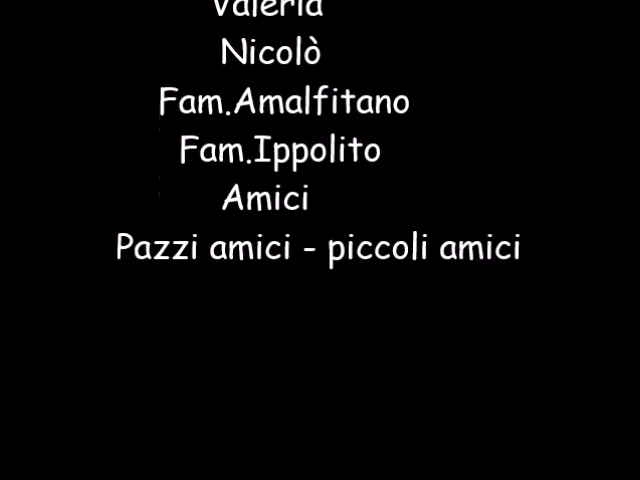 Valeria
Nicolò
Fam.Amalfitano
Fam.Ippolito
Amici
Pazzi amici - piccoli amici